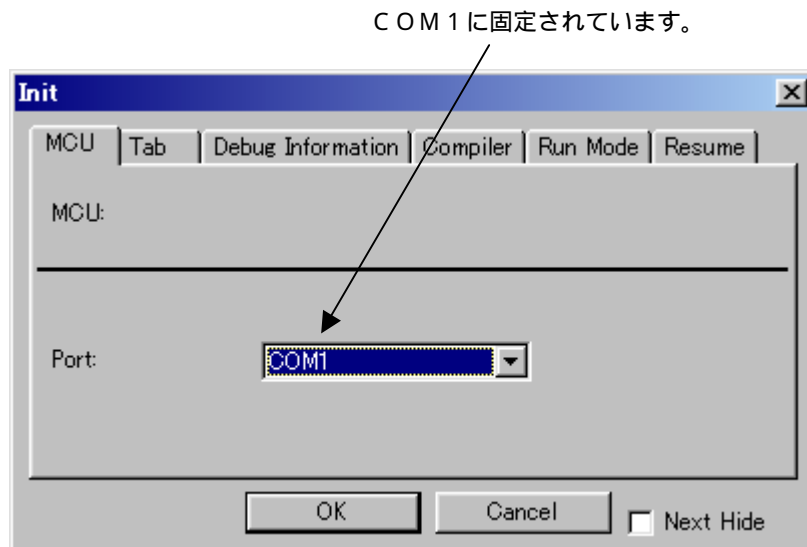 ＣＯＭ１に固定されています。
Init
MCU Tab Debug Information Compiler Run Mode Resume
MCU:
Port: COM1
OK Cancel Next Hide